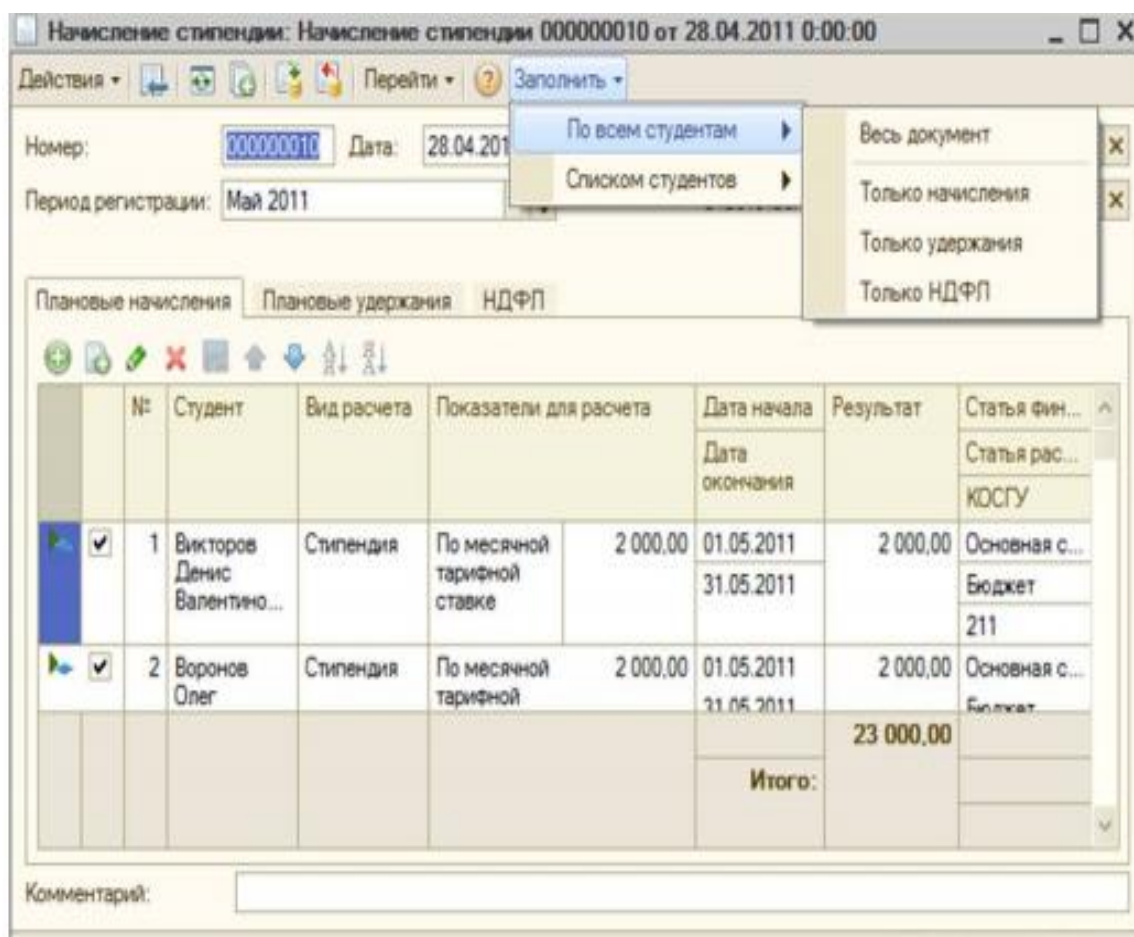 Начисление стипендии: Начисление стипендии 000000010 от 28.04.2011 0:00:00
Действия Перейти Заполнить
По всем студентам
Списком студентов
Весь документ
Только начисления
Только удержания
Только НДФЛ
Номер: 000000010 Дата: 28.04.201
Период регистрации: Май 2011
Плановые начисления Плановые удержания НДФЛ
№ Студент Вид расчета Показатели для расчета Дата начала Результат Статья фин...
Дата окончания Статья рас...
КОСГУ
1 Викторов Стипендия По месячной 2 000,00 01.05.2011 2 000,00 Основная с...
Денис тарифной 31.05.2011 Бюджет
Валентино... ставке 211
2 Воронов Стипендия По месячной 2 000,00 01.05.2011 2 000,00 Основная с...
Олег тарифной 31.05.2011 Бюджет
23 000,00
Итого:
Комментарий: